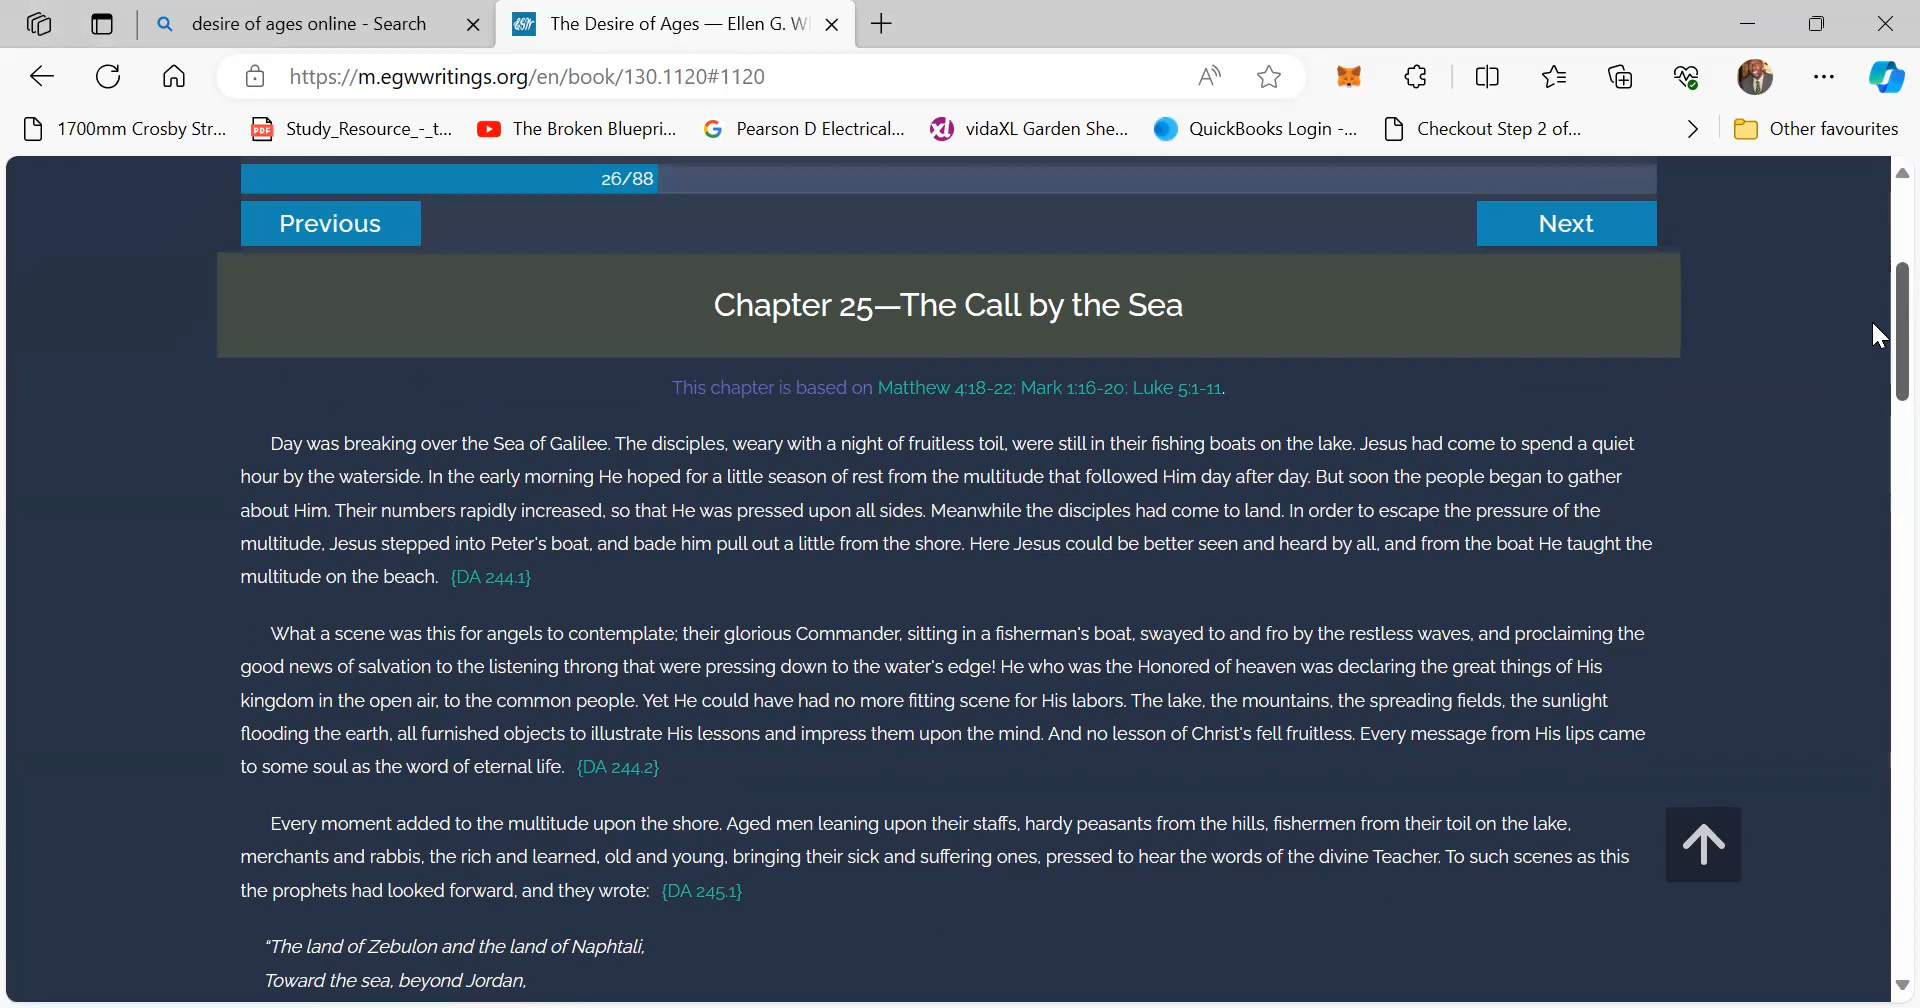 desire of ages online - Search
The Desire of Ages — Ellen G. W
https://m.egwwritings.org/en/book/130.1120#1120
1700mm Crosby Str...
PDF
Study_Resource_-_t...
The Broken Bluepri...
Pearson D Electrical...
vidaXL Garden She...
QuickBooks Login -...
Checkout Step 2 of...
Other favourites
26/88
Previous
Next
Chapter 25—The Call by the Sea
This chapter is based on Matthew 4:18-22; Mark 1:16-20; Luke 5:1-11.
Day was breaking over the Sea of Galilee. The disciples, weary with a night of fruitless toil, were still in their fishing boats on the lake. Jesus had come to spend a quiet
hour by the waterside. In the early morning He hoped for a little season of rest from the multitude that followed Him day after day. But soon the people began to gather
about Him. Their numbers rapidly increased, so that He was pressed upon all sides. Meanwhile the disciples had come to land. In order to escape the pressure of the
multitude, Jesus stepped into Peter's boat, and bade him pull out a little from the shore. Here Jesus could be better seen and heard by all, and from the boat He taught the
multitude on the beach. {DA 244.1}
What a scene was this for angels to contemplate; their glorious Commander, sitting in a fisherman's boat, swayed to and fro by the restless waves, and proclaiming the
good news of salvation to the listening throng that were pressing down to the water's edge! He who was the Honored of heaven was declaring the great things of His
kingdom in the open air, to the common people. Yet He could have had no more fitting scene for His labors. The lake, the mountains, the spreading fields, the sunlight
flooding the earth, all furnished objects to illustrate His lessons and impress them upon the mind. And no lesson of Christ's fell fruitless. Every message from His lips came
to some soul as the word of eternal life. {DA 244.2}
Every moment added to the multitude upon the shore. Aged men leaning upon their staffs, hardy peasants from the hills, fishermen from their toil on the lake,
merchants and rabbis, the rich and learned, old and young, bringing their sick and suffering ones, pressed to hear the words of the divine Teacher. To such scenes as this
the prophets had looked forward, and they wrote: {DA 245.1}
“The land of Zebulon and the land of Naphtali,
Toward the sea, beyond Jordan,